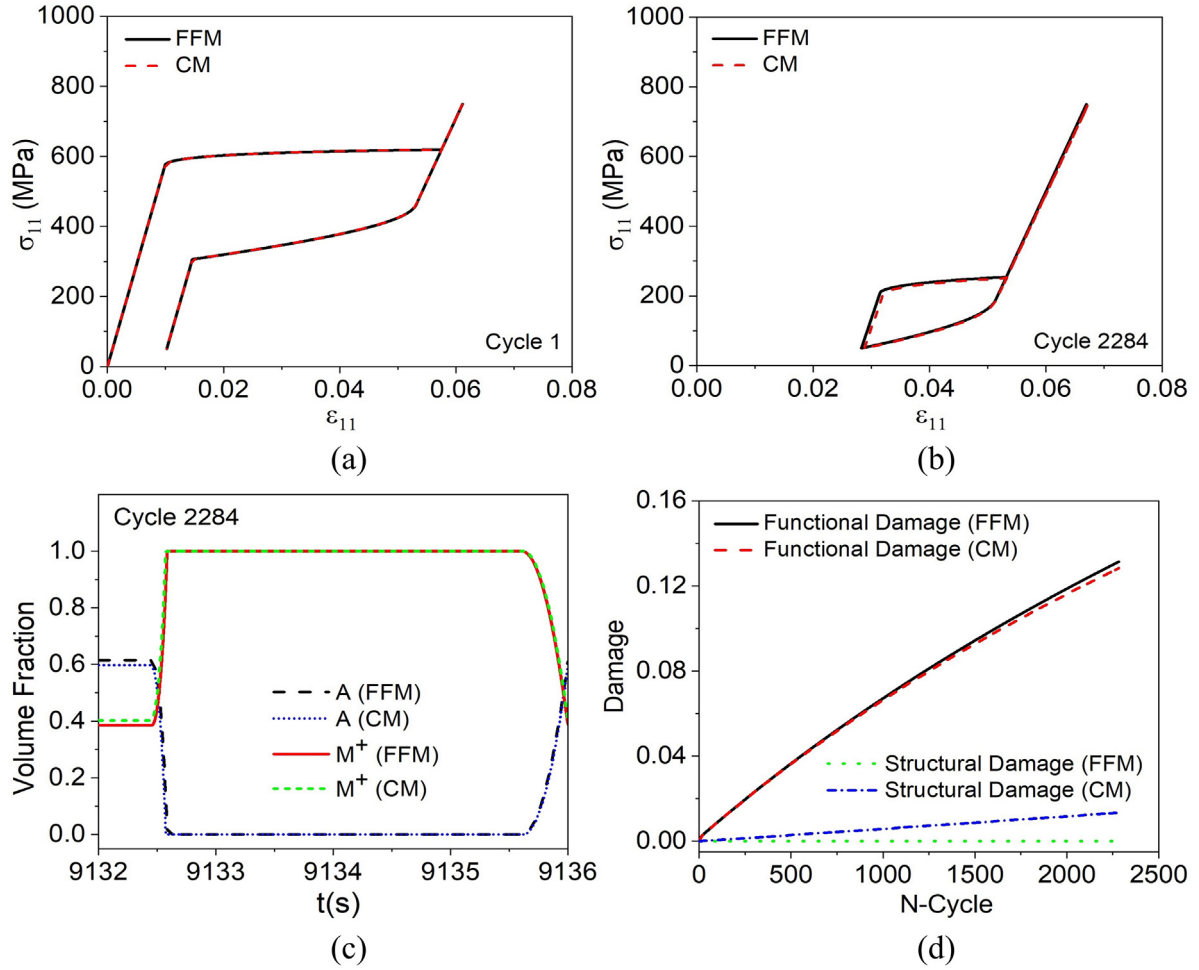 1000
800
600
400
200
0
σ11 (MPa)
FFM
CM
Cycle 1
0.00 0.02 0.04 0.06 0.08
ε11
(a)
1000
800
600
400
200
0
σ11 (MPa)
FFM
CM
Cycle 2284
0.00 0.02 0.04 0.06 0.08
ε11
(b)
Cycle 2284
1.0
0.8
0.6
0.4
0.2
0.0
Volume Fraction
A (FFM)
A (CM)
M+ (FFM)
M+ (CM)
9132 9133 9134 9135 9136
t(s)
(c)
0.16
0.12
0.08
0.04
0.00
Damage
Functional Damage (FFM)
Functional Damage (CM)
Structural Damage (FFM)
Structural Damage (CM)
0 500 1000 1500 2000 2500
N-Cycle
(d)